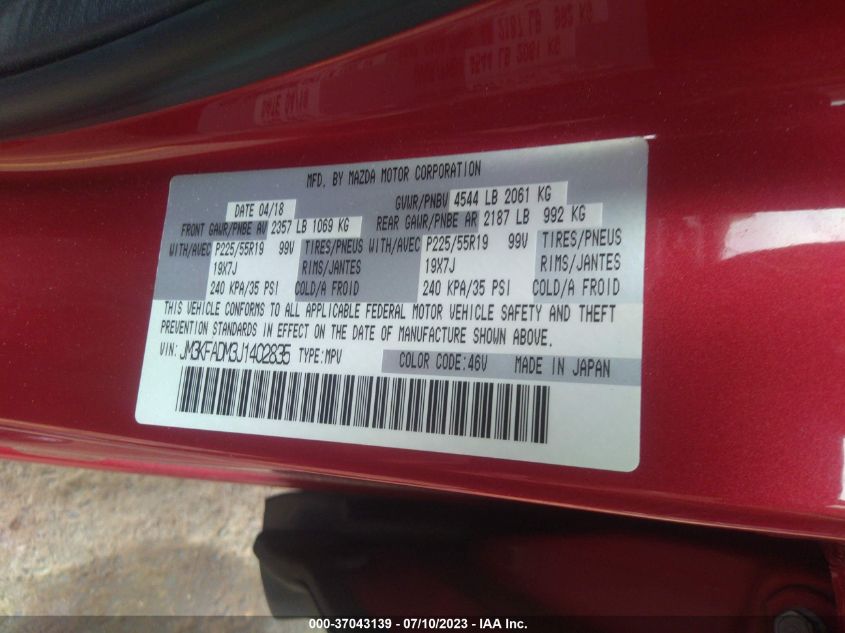 MFD. BY MAZDA MOTOR CORPORATION
DATE 04/18 GVWR/PNBV 4544 LB 2061 KG
FRONT GAWR/PNBE AV 2357 LB 1069 KG REAR GAWR/PNBE AR 2187 LB 992 KG
WITH/AVEC P225/55R19 99V TIRES/PNEUS WITH/AVEC P225/55R19 99V TIRES/PNEUS
19X7J RIMS/JANTES 19X7J RIMS/JANTES
240 KPA/35 PSI COLD/A FROID 240 KPA/35 PSI COLD/A FROID
THIS VEHICLE CONFORMS TO ALL APPLICABLE FEDERAL MOTOR VEHICLE SAFETY AND THEFT
PREVENTION STANDARDS IN EFFECT ON THE DATE OF MANUFACTURE SHOWN ABOVE.
VIN: JM3KFADM3J1402835 TYPE:MPV COLOR CODE:46V MADE IN JAPAN
000-37043139 - 07/10/2023 - IAA Inc.